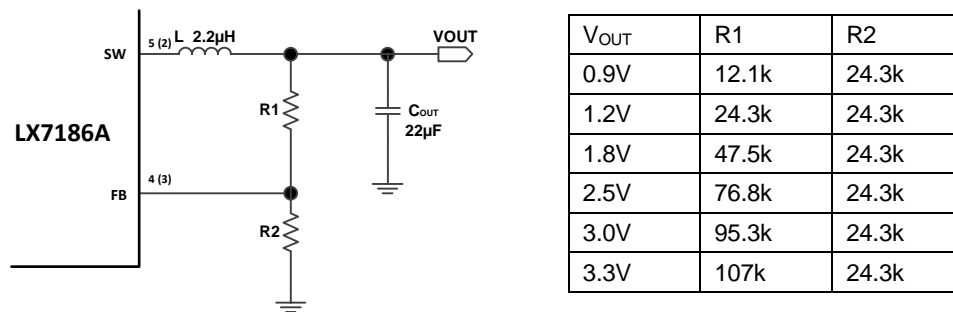 5 (2) L 2.2µH
SW
VOUT
R1
COUT
22µF
LX7186A
4 (3)
FB
R2
VOUT R1 R2
0.9V 12.1k 24.3k
1.2V 24.3k 24.3k
1.8V 47.5k 24.3k
2.5V 76.8k 24.3k
3.0V 95.3k 24.3k
3.3V 107k 24.3k